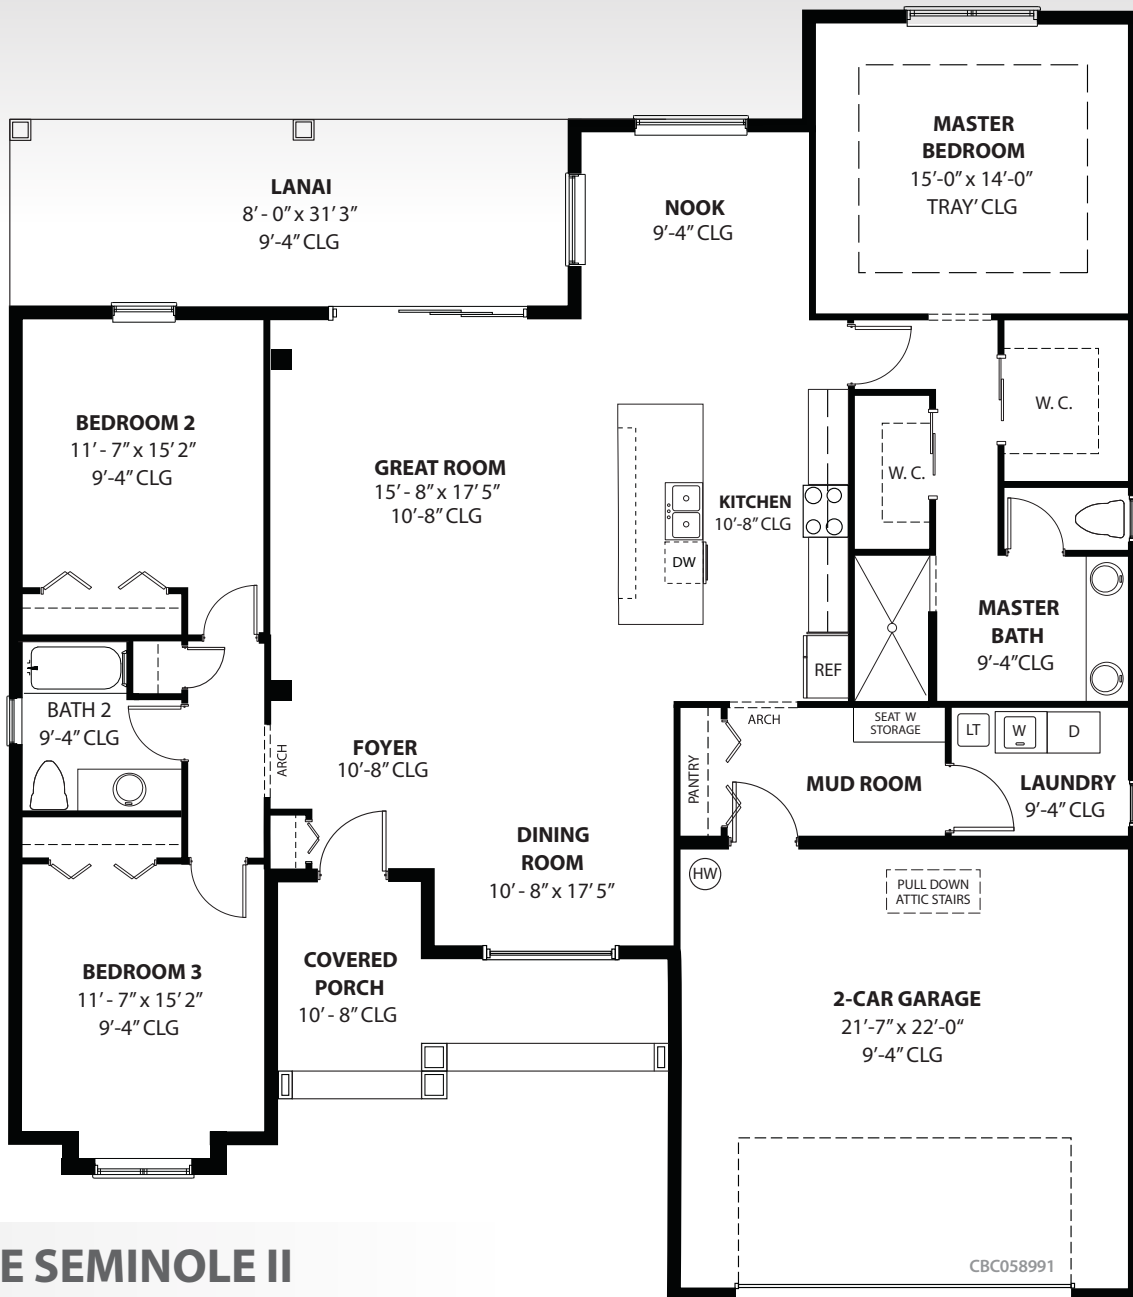 MASTER
BEDROOM
15'-0" x 14'-0"
TRAY' CLG
LANAI
8' - 0" x 31'3"
9'-4" CLG
NOOK
9'-4" CLG
BEDROOM 2
11' - 7" x 15' 2"
9'-4" CLG
GREAT ROOM
15' - 8" x 17' 5"
10'-8" CLG
KITCHEN
10'-8" CLG
DW
REF
W. C.
W. C.
MASTER
BATH
9'-4"CLG
BATH 2
9'-4" CLG
ARCH
FOYER
10'-8" CLG
ARCH
SEAT W
STORAGE
LT
W
D
PANTRY
MUD ROOM
LAUNDRY
9'-4" CLG
DINING
ROOM
10' - 8" x 17' 5"
HW
PULL DOWN
ATTIC STAIRS
BEDROOM 3
11' - 7" x 15' 2"
9'-4" CLG
COVERED
PORCH
10' - 8" CLG
2-CAR GARAGE
21'-7" x 22'-0"
9'-4" CLG
CBC058991
E SEMINOLE II